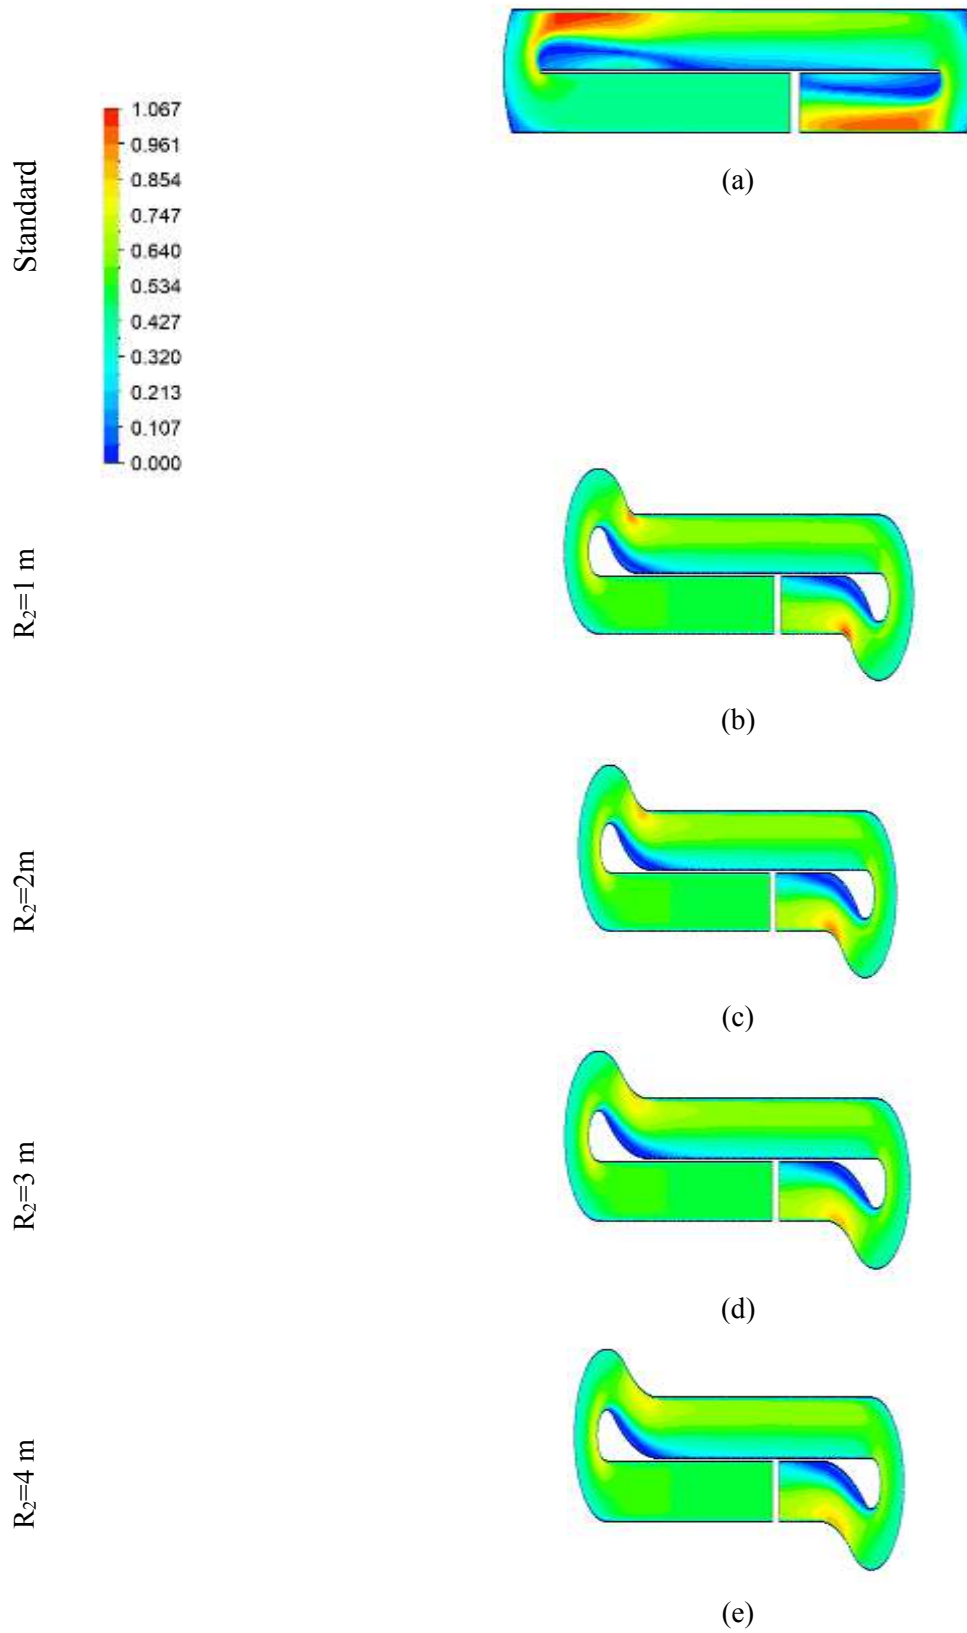 Standard
1.067
0.961
0.854
0.747
0.640
0.534
0.427
0.320
0.213
0.107
0.000
(a)
R₂=1 m
(b)
R₂=2m
(c)
R₂=3 m
(d)
R₂=4 m
(e)